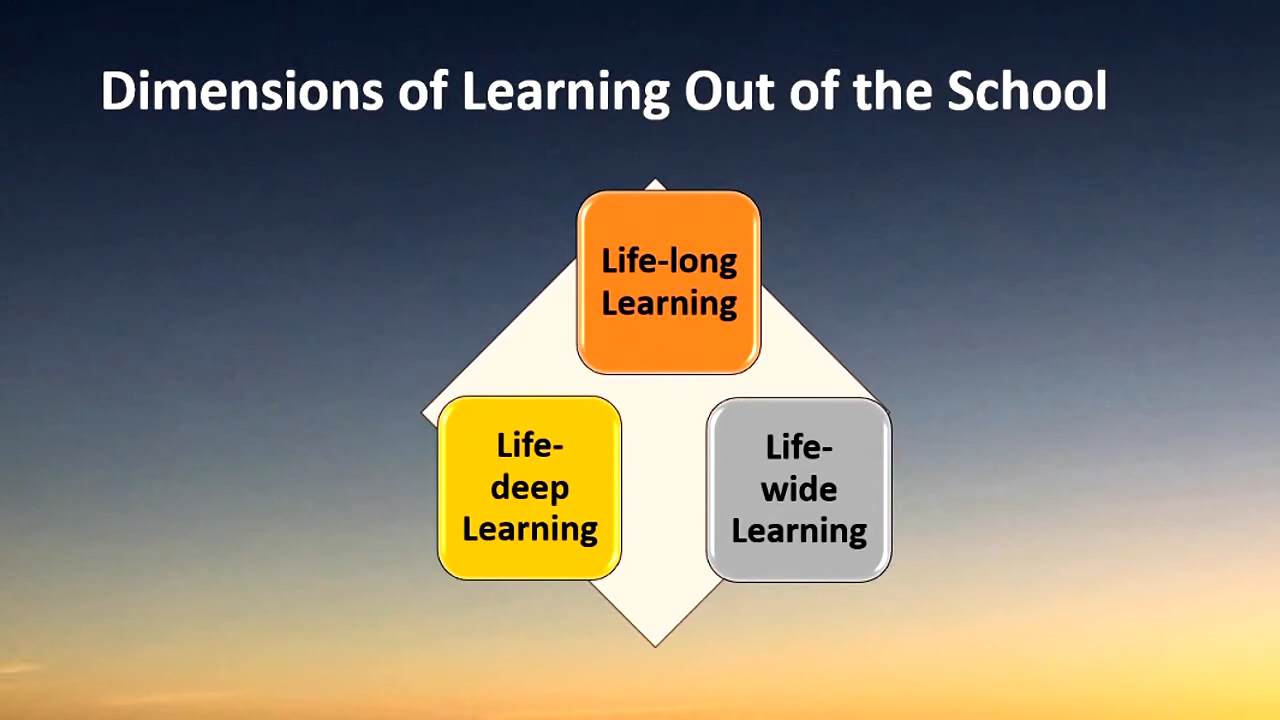 Dimensions of Learning Out of the School
Life-long
Learning
Life-
deep
Learning
Life-
wide
Learning